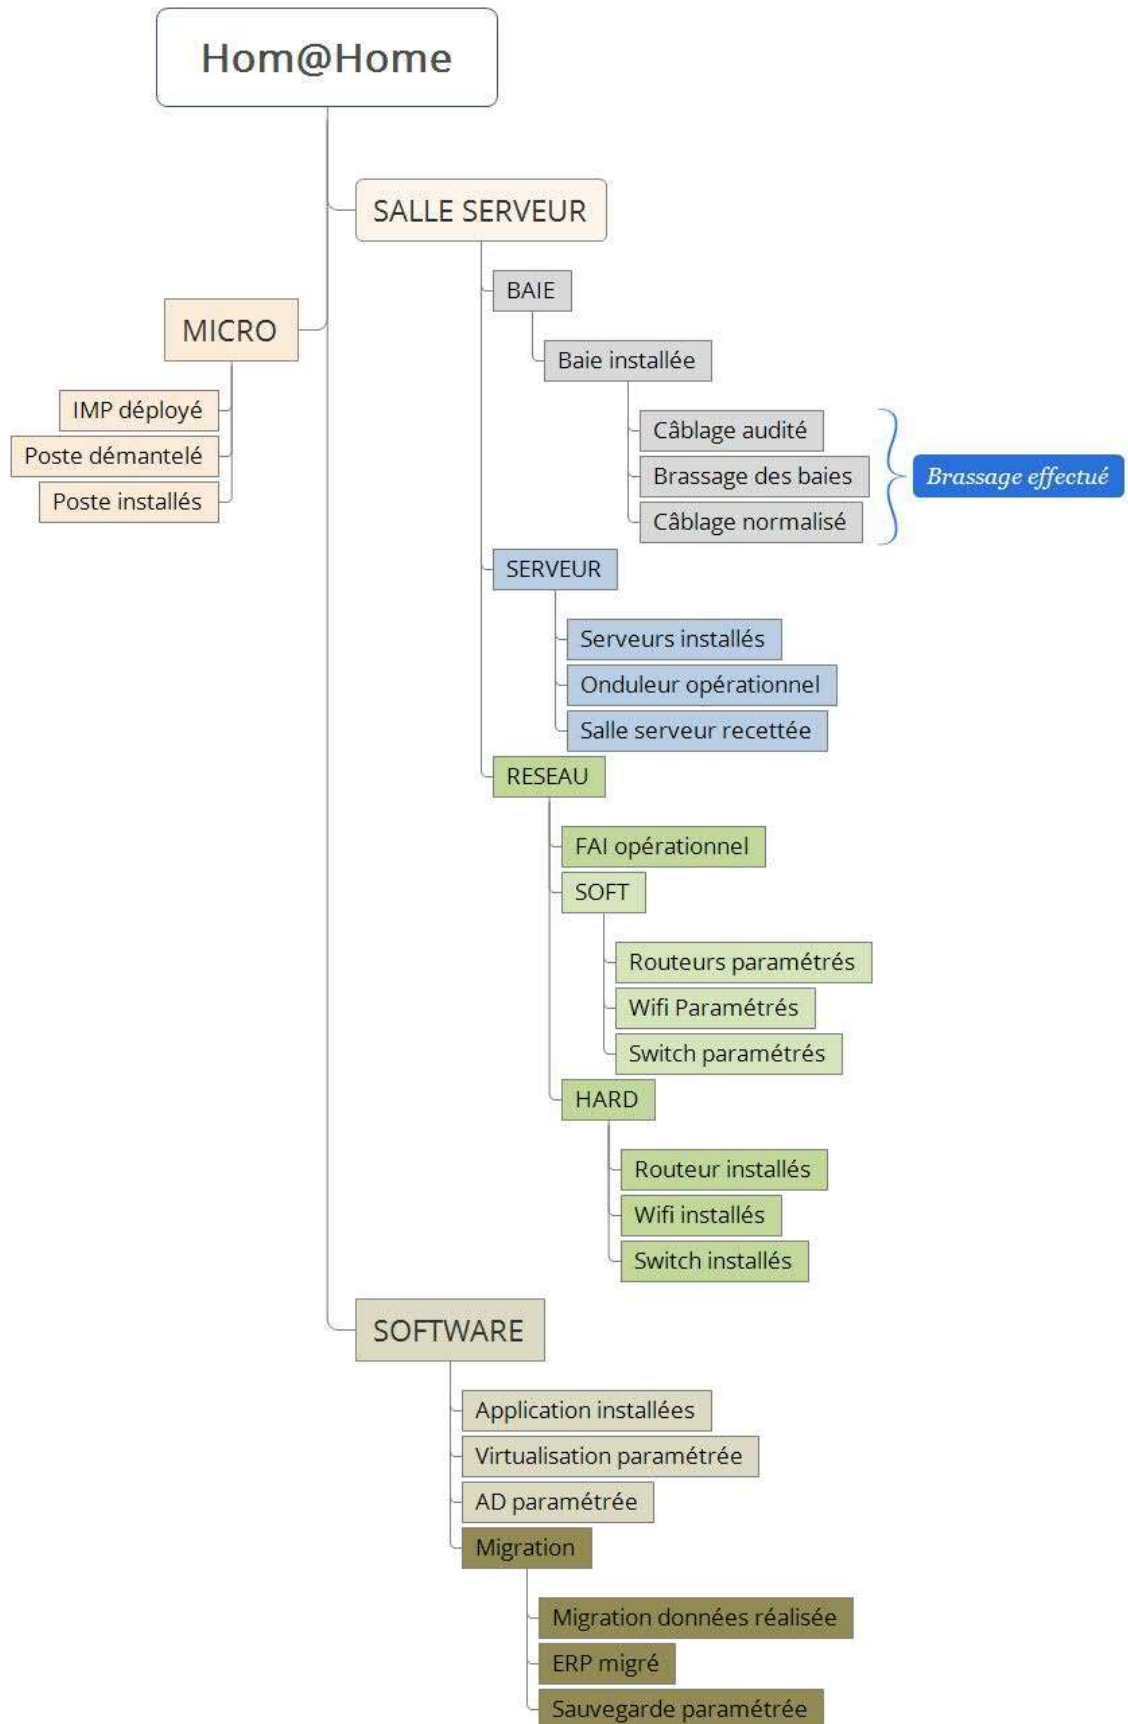 Hom@Home
SALLE SERVEUR
BAIE
MICRO
Baie installée
IMP déployé
Câblage audité
Poste démantelé
Brassage des baies
Brassage effectué
Poste installés
Câblage normalisé
SERVEUR
Serveurs installés
Onduleur opérationnel
Salle serveur recettée
RESEAU
FAI opérationnel
SOFT
Routeurs paramétrés
Wifi Paramétrés
Switch paramétrés
HARD
Routeur installés
Wifi installés
Switch installés
SOFTWARE
Application installées
Virtualisation paramétrée
AD paramétrée
Migration
Migration données réalisée
ERP migré
Sauvegarde paramétrée